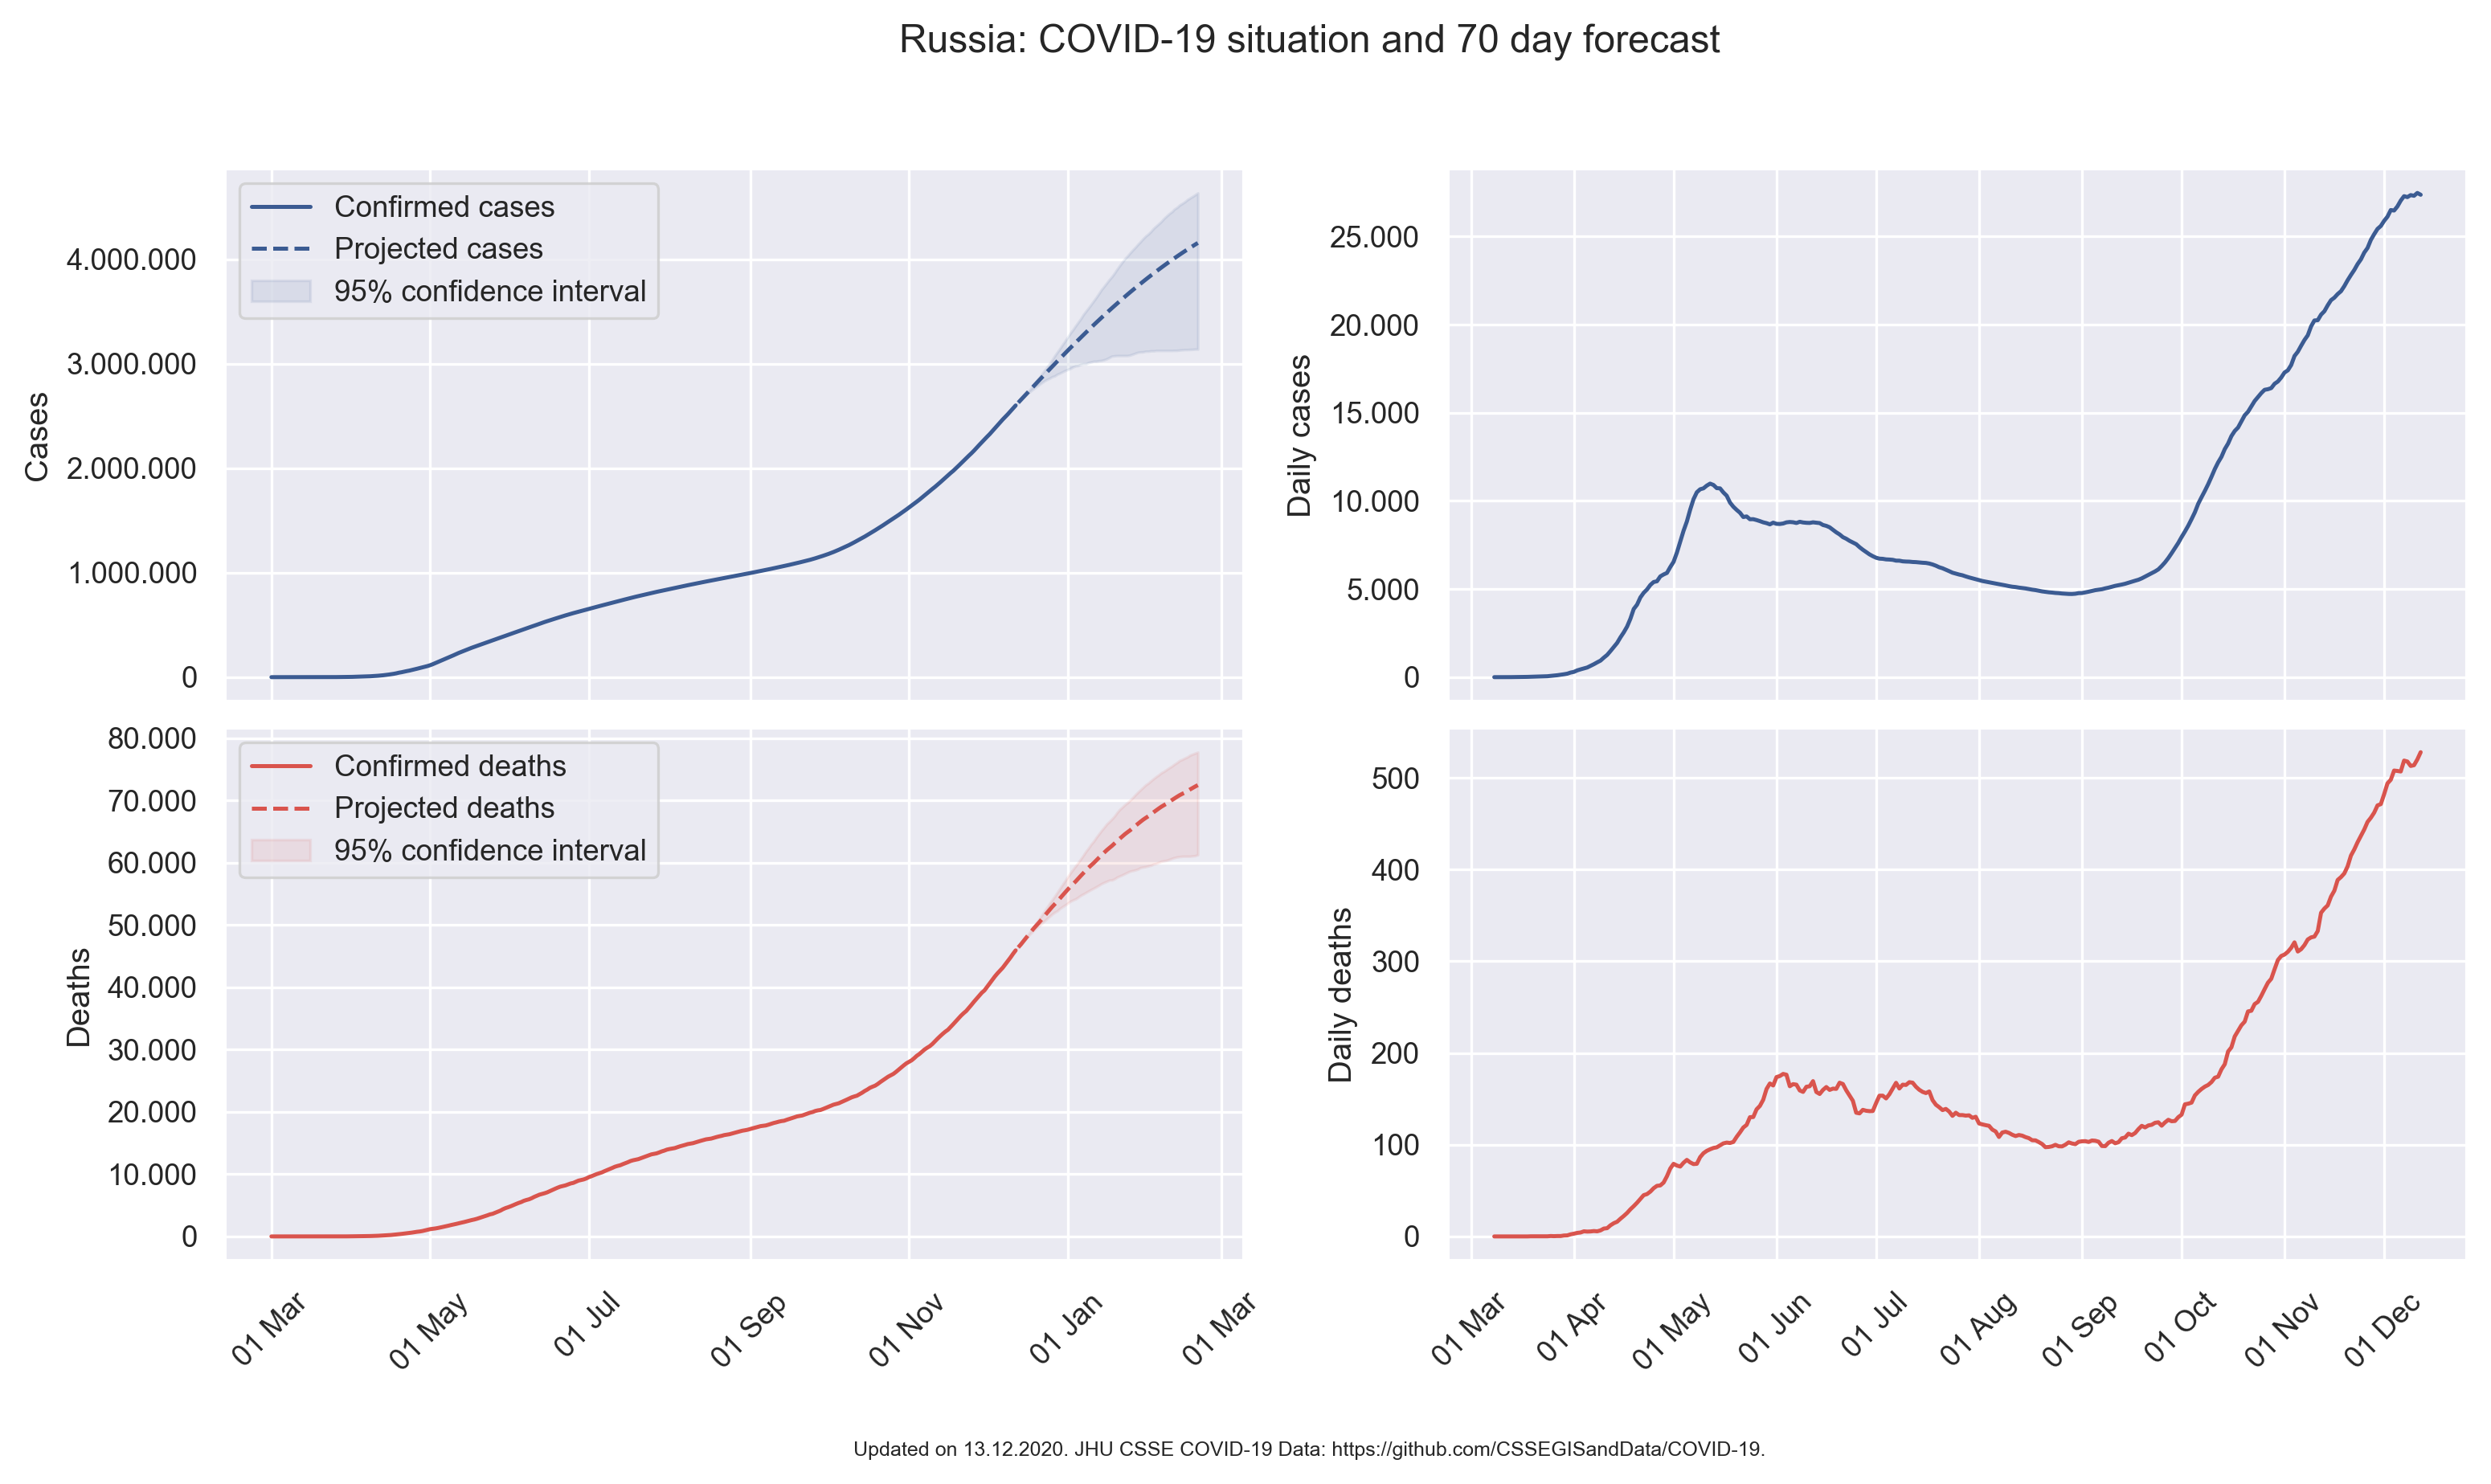 Russia: COVID-19 situation and 70 day forecast
Confirmed cases
Projected cases
95% confidence interval
Cases
4.000.000
3.000.000
2.000.000
1.000.000
0
Daily cases
25.000
20.000
15.000
10.000
5.000
0
Confirmed deaths
Projected deaths
95% confidence interval
Deaths
80.000
70.000
60.000
50.000
40.000
30.000
20.000
10.000
0
01 Mar
01 May
01 Jul
01 Sep
01 Nov
01 Jan
01 Mar
Daily deaths
500
400
300
200
100
0
01 Mar
01 Apr
01 May
01 Jun
01 Jul
01 Aug
01 Sep
01 Oct
01 Nov
01 Dec
Updated on 13.12.2020. JHU CSSE COVID-19 Data: https://github.com/CSSEGISandData/COVID-19.